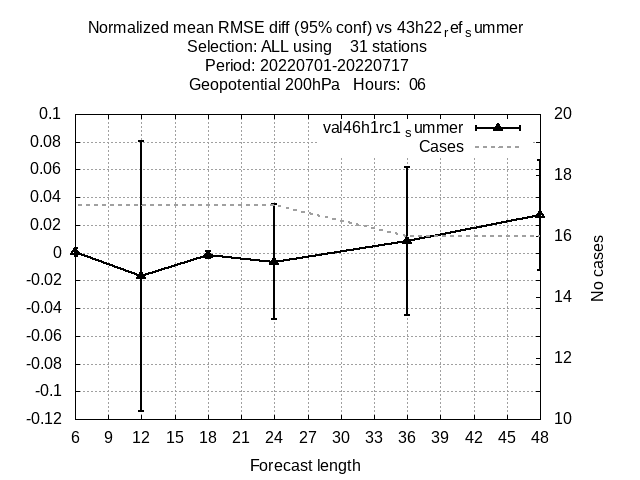 Normalized mean RMSE diff (95% conf) vs 43h22refsummer
Selection: ALL using 31 stations
Period: 20220701-20220717
Geopotential 200hPa Hours: 06
val46h1rc1summer
Cases
0.1
0.08
0.06
0.04
0.02
0
-0.02
-0.04
-0.06
-0.08
-0.1
-0.12
20
18
16
14
12
10
No cases
6 9 12 15 18 21 24 27 30 33 36 39 42 45 48
Forecast length